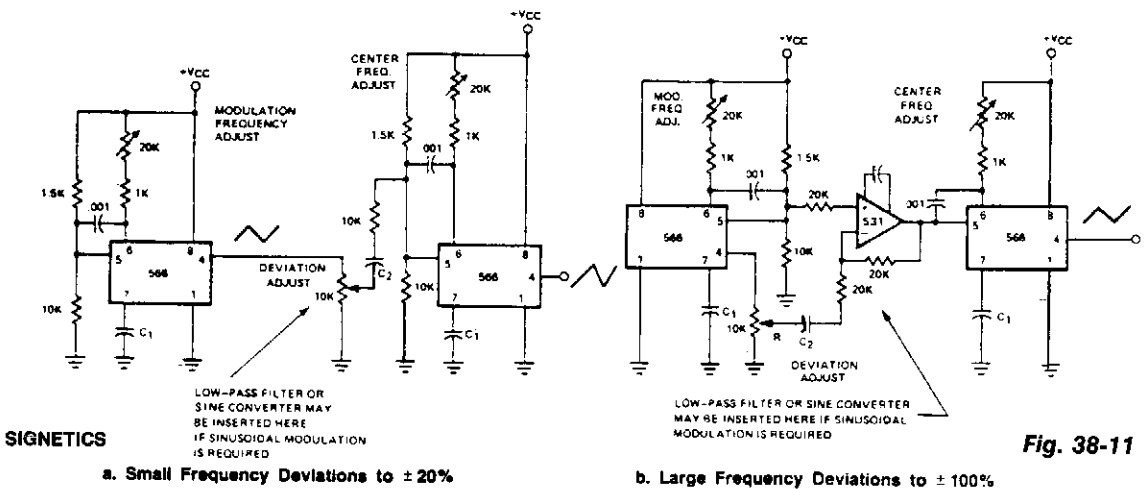 +VCC
MODULATION
FREQUENCY
ADJUST
20K
1.5K
1K
.001
6
8
5
566
4
7
1
10K
C1
DEVIATION
ADJUST
10K
+VCC
CENTER
FREQ.
ADJUST
20K
1.5K
1K
.001
10K
C2
10K
6
8
5
566
4
7
1
C1
LOW-PASS FILTER OR
SINE CONVERTER MAY
BE INSERTED HERE
IF SINUSOIDAL MODULATION
IS REQUIRED
SIGNETICS
a. Small Frequency Deviations to ± 20%
+VCC
MOD.
FREQ.
ADJ.
20K
1K
1.5K
.001
8
6
5
566
4
7
1
C1
10K
R
C2
10K
20K
+
531
−
20K
20K
DEVIATION
ADJUST
+VCC
CENTER
FREQ.
ADJUST
20K
1K
.001
6
8
5
566
4
7
1
C1
LOW-PASS FILTER OR SINE CONVERTER
MAY BE INSERTED HERE IF SINUSOIDAL
MODULATION IS REQUIRED
Fig. 38-11
b. Large Frequency Deviations to ± 100%